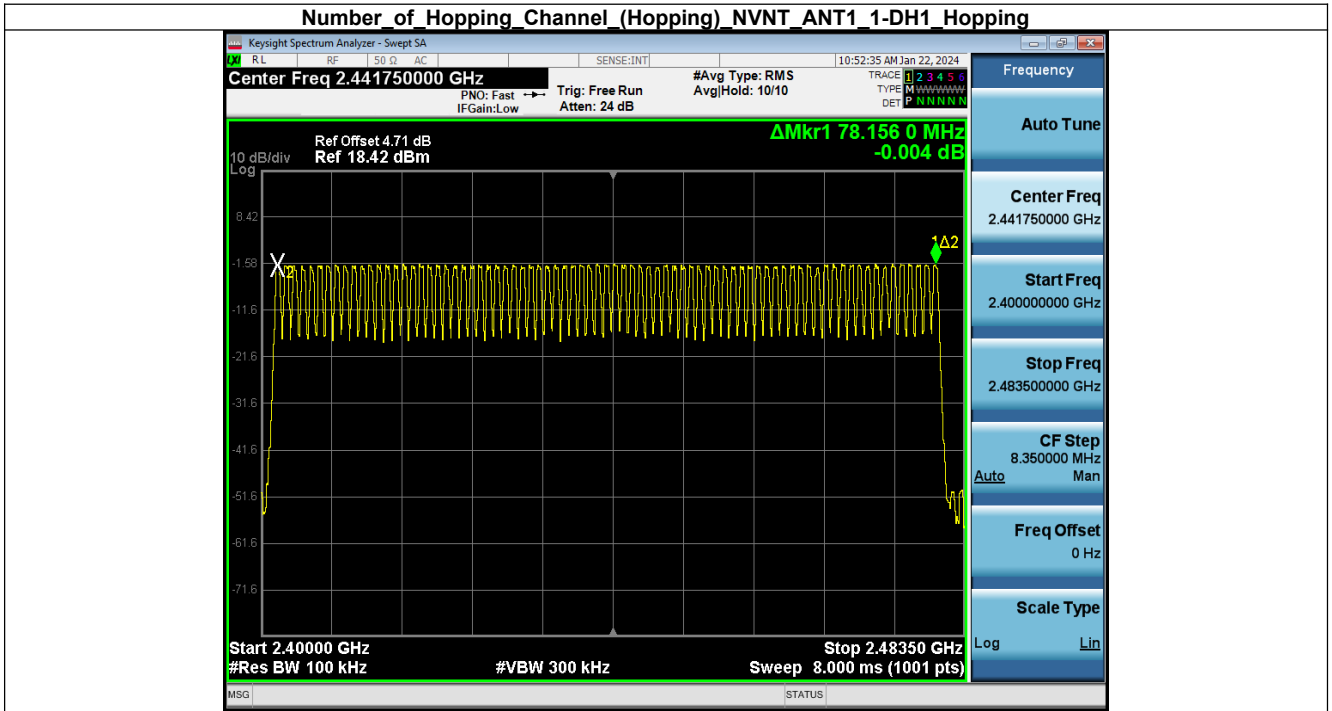 Number_of_Hopping_Channel_(Hopping)_NVNT_ANT1_1-DH1_Hopping
Keysight Spectrum Analyzer - Swept SA
LXI RL RF 50 Ω AC SENSE:INT 10:52:35 AM Jan 22, 2024
Center Freq 2.441750000 GHz
PNO: Fast
IFGain:Low
Trig: Free Run
Atten: 24 dB
#Avg Type: RMS
Avg|Hold: 10/10
TRACE 1 2 3 4 5 6
TYPE M WWWWW
DET P N N N N N
Ref Offset 4.71 dB
Ref 18.42 dBm
10 dB/div
Log
ΔMkr1 78.156 0 MHz
-0.004 dB
8.42
-1.58
-11.6
-21.6
-31.6
-41.6
-51.6
-61.6
-71.6
X2
1Δ2
Start 2.40000 GHz
Stop 2.48350 GHz
#Res BW 100 kHz
#VBW 300 kHz
Sweep 8.000 ms (1001 pts)
MSG
STATUS
Frequency
Auto Tune
Center Freq
2.441750000 GHz
Start Freq
2.400000000 GHz
Stop Freq
2.483500000 GHz
CF Step
8.350000 MHz
Auto Man
Freq Offset
0 Hz
Scale Type
Log Lin